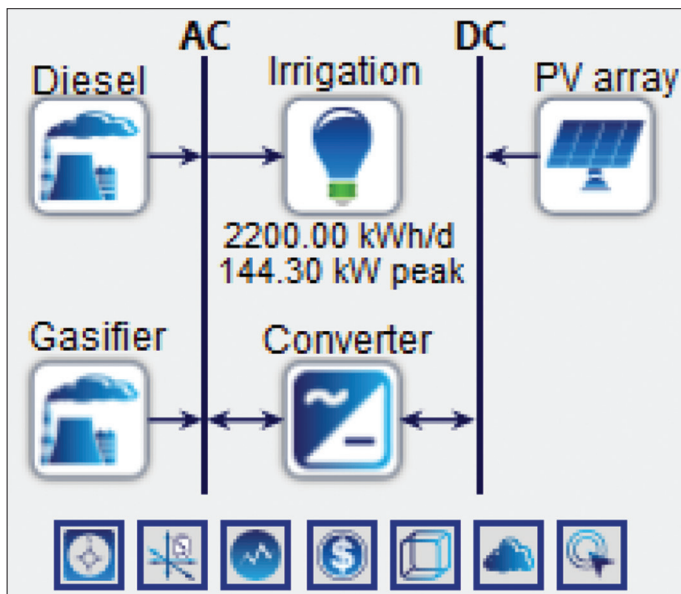 AC
DC
Diesel
Irrigation
PV array
2200.00 kWh/d
144.30 kW peak
Gasifier
Converter